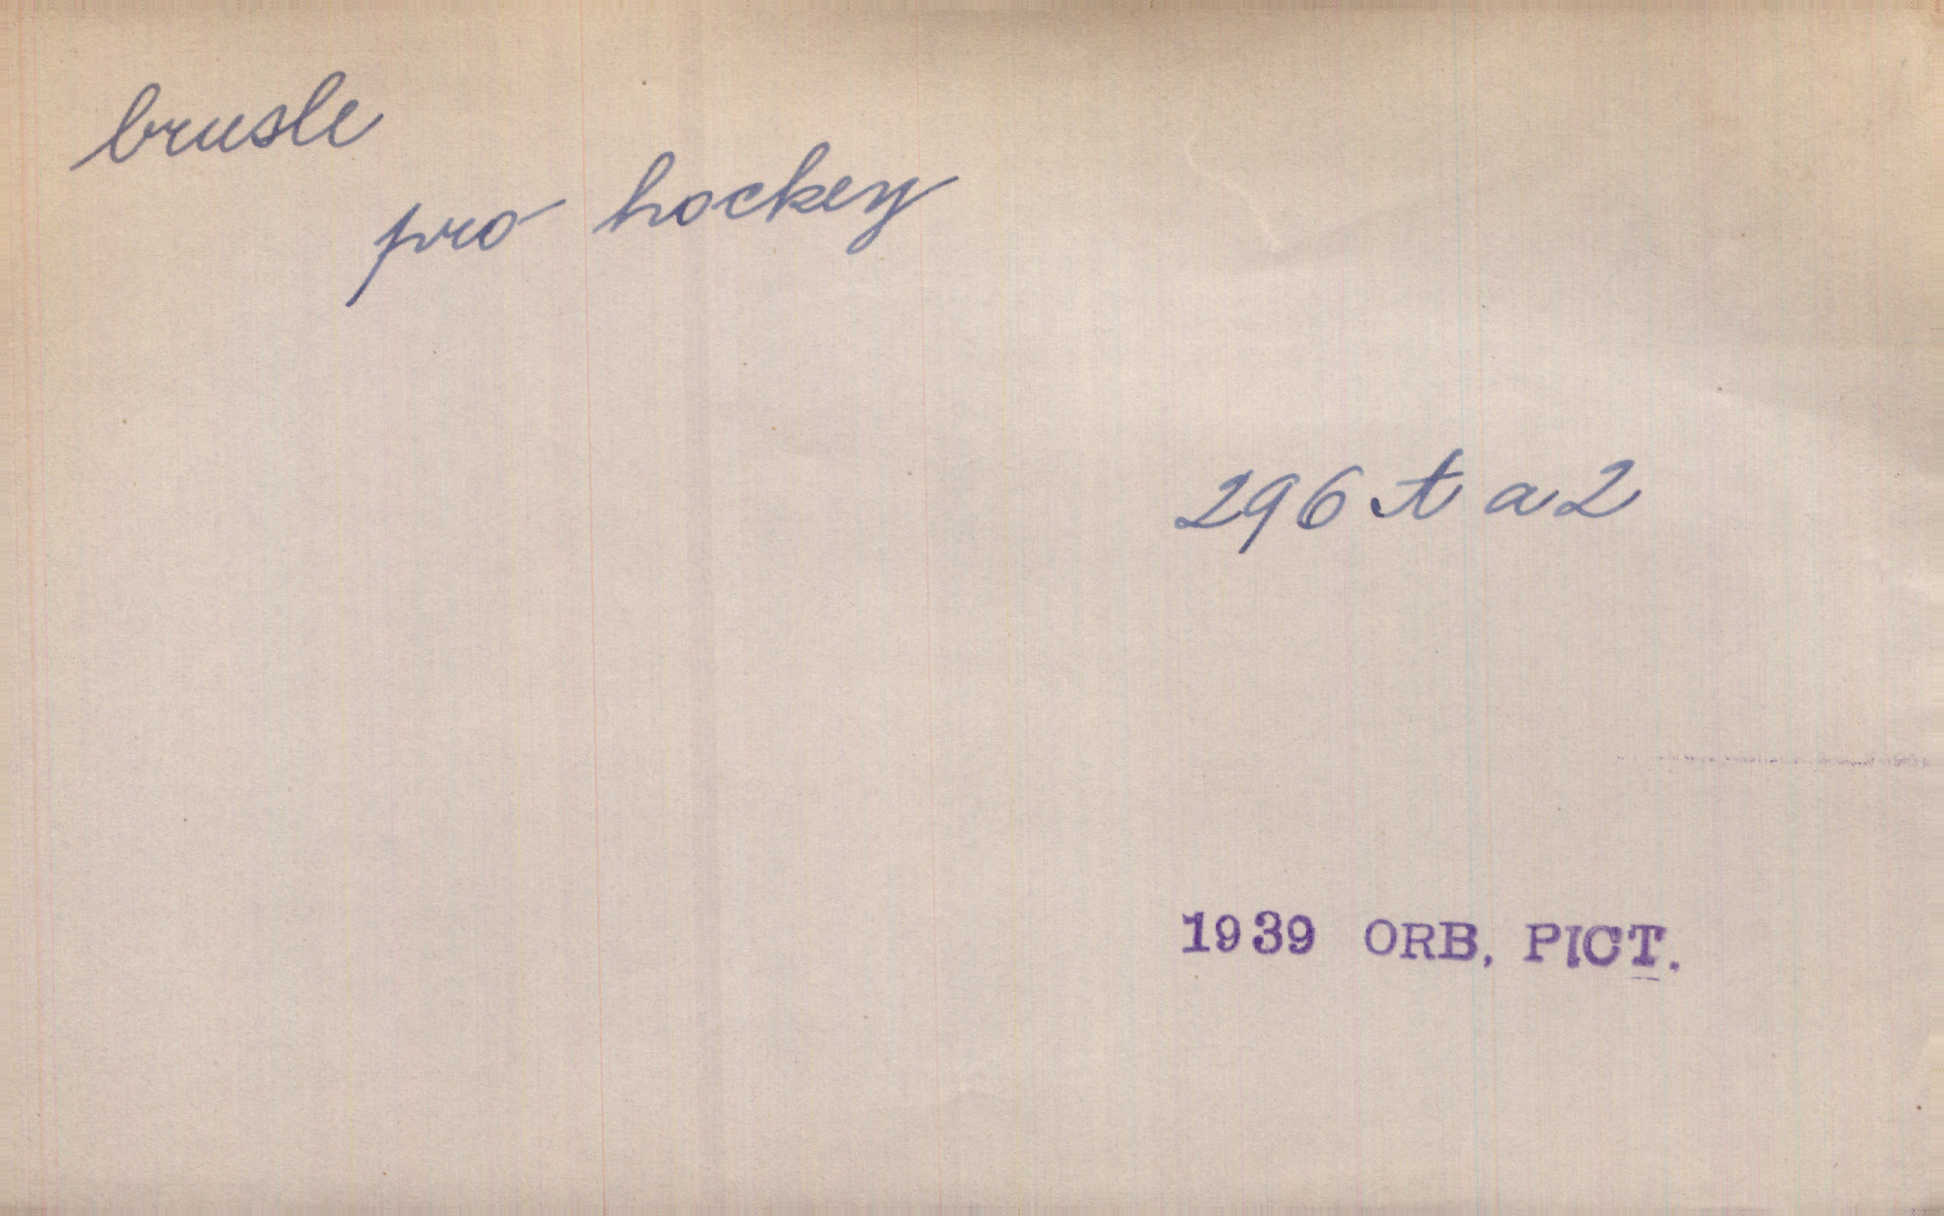 brusle
pro hockey
296 t a2
1939 ORB. PICT.